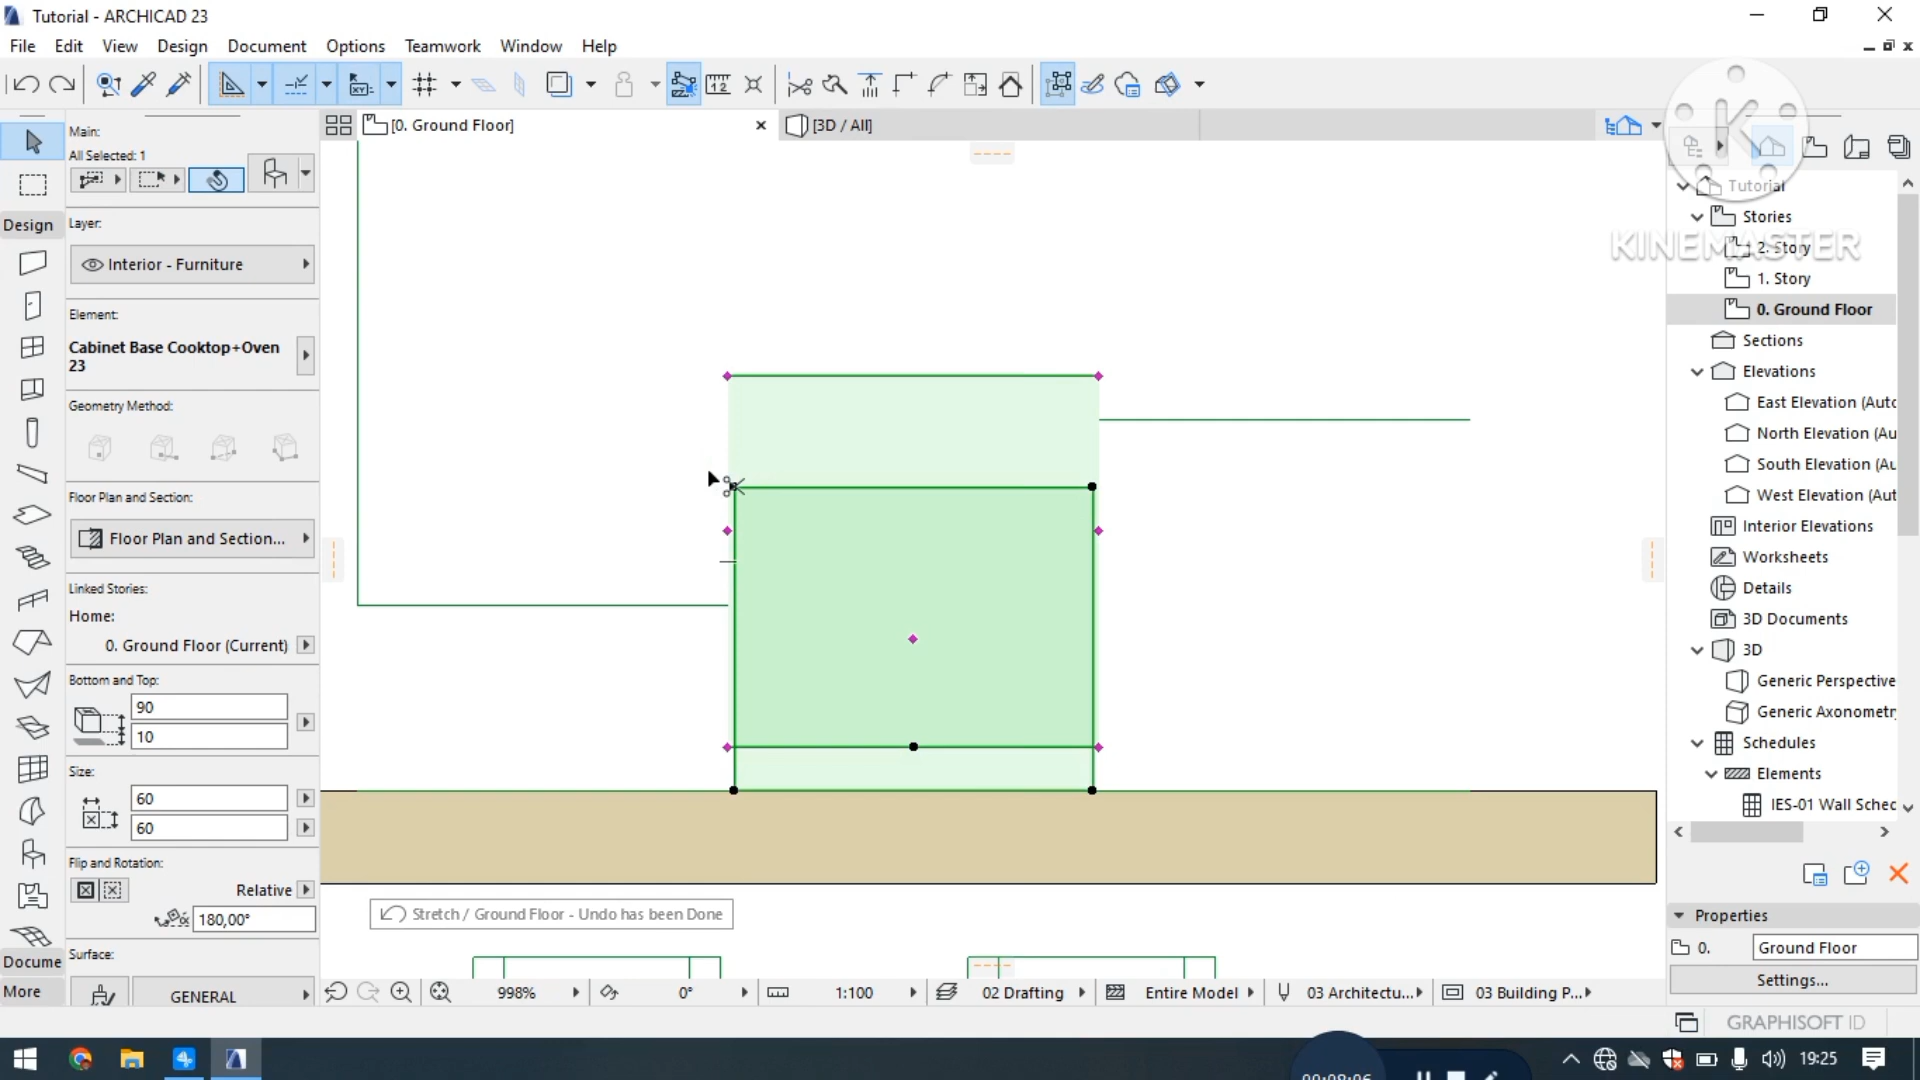 Tutorial - ARCHICAD 23
File Edit View Design Document Options Teamwork Window Help
[0. Ground Floor]
[3D / All]
Main:
All Selected: 1
Design
Layer:
Interior - Furniture
Element:
Cabinet Base Cooktop+Oven
23
Geometry Method:
Floor Plan and Section:
Floor Plan and Section...
Linked Stories:
Home:
0. Ground Floor (Current)
Bottom and Top:
90
10
Size:
60
60
Flip and Rotation:
Relative
180,00°
Surface:
GENERAL
Docume
More
Stretch / Ground Floor - Undo has been Done
998%
0°
1:100
02 Drafting
Entire Model
03 Architectu...
03 Building P...
Tutorial
Stories
KINEMASTER
2. Story
1. Story
0. Ground Floor
Sections
Elevations
East Elevation (Autc
North Elevation (Au
South Elevation (Au
West Elevation (Aut
Interior Elevations
Worksheets
Details
3D Documents
3D
Generic Perspective
Generic Axonometr
Schedules
Elements
IES-01 Wall Schec
Properties
0.
Ground Floor
Settings...
GRAPHISOFT ID
00:08:06
19:25